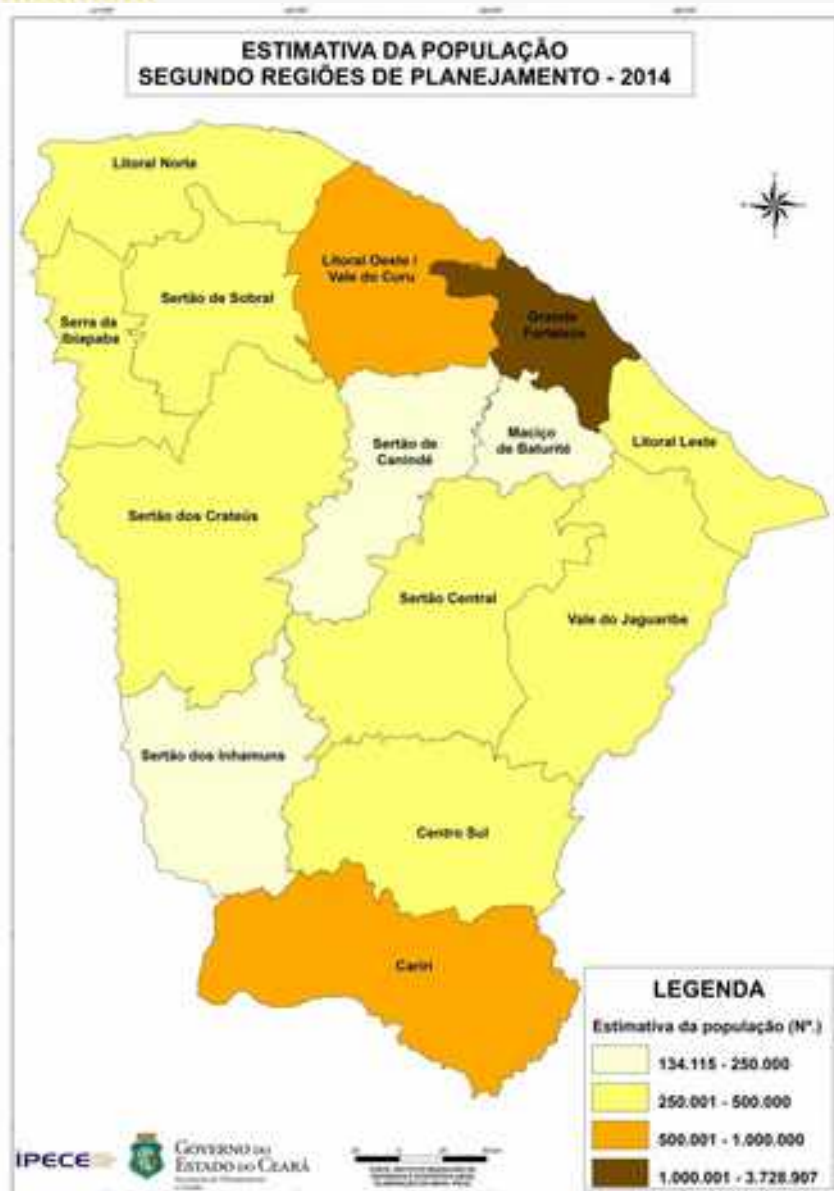 ESTIMATIVA DA POPULAÇÃO
SEGUNDO REGIÕES DE PLANEJAMENTO - 2014
Litoral Norte
Litoral Oeste /
Vale do Curu
Sertão de Sobral
Serra da
Ibiapaba
Grande
Fortaleza
Sertão de
Canindé
Maciço
de Baturité
Litoral Leste
Sertão dos Crateús
Sertão Central
Vale do Jaguaribe
Sertão dos Inhamuns
Centro Sul
Cariri
LEGENDA
Estimativa da população (Nº.)
134.115 - 250.000
250.001 - 500.000
500.001 - 1.000.000
1.000.001 - 3.728.907
IPECE
GOVERNO DO
ESTADO DO CEARÁ